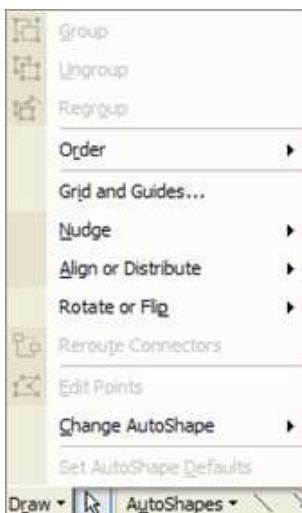 Group
Ungroup
Regroup
Order
Grid and Guides...
Nudge
Align or Distribute
Rotate or Flip
Reroute Connectors
Edit Points
Change AutoShape
Set AutoShape Defaults
Draw AutoShapes